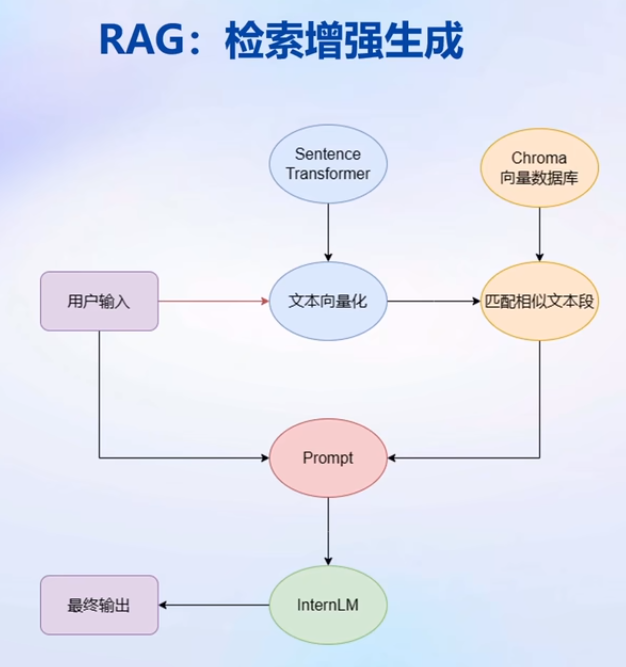 RAG：检索增强生成
Sentence
Transformer
Chroma
向量数据库
用户输入
文本向量化
匹配相似文本段
Prompt
最终输出
InternLM